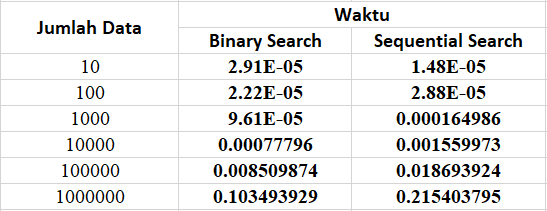 Jumlah Data Waktu
Binary Search Sequential Search
10 2.91E-05 1.48E-05
100 2.22E-05 2.88E-05
1000 9.61E-05 0.000164986
10000 0.00077796 0.001559973
100000 0.008509874 0.018693924
1000000 0.103493929 0.215403795